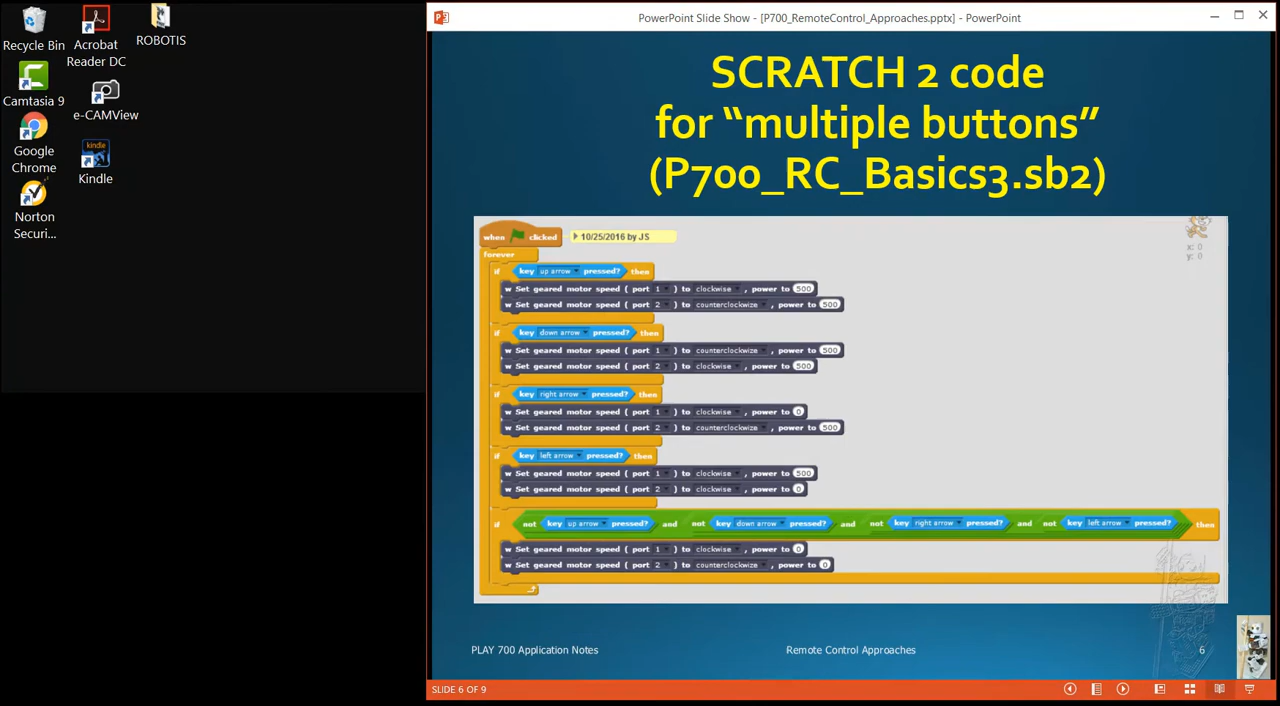 Recycle Bin
Acrobat
Reader DC
ROBOTIS
Camtasia 9
e-CAMView
Google
Chrome
kindle
Kindle
Norton
Securi...
PowerPoint Slide Show - [P700_RemoteControl_Approaches.pptx] - PowerPoint
SCRATCH 2 code
for “multiple buttons”
(P700_RC_Basics3.sb2)
when clicked 10/25/2016 by JS
x: 0
y: 0
forever
if key up arrow pressed? then
w Set geared motor speed ( port 1 ) to clockwise , power to 500
w Set geared motor speed ( port 2 ) to counterclockwize , power to 500
if key down arrow pressed? then
w Set geared motor speed ( port 1 ) to counterclockwize , power to 500
w Set geared motor speed ( port 2 ) to clockwise , power to 500
if key right arrow pressed? then
w Set geared motor speed ( port 1 ) to clockwise , power to 0
w Set geared motor speed ( port 2 ) to counterclockwize , power to 500
if key left arrow pressed? then
w Set geared motor speed ( port 1 ) to clockwise , power to 500
w Set geared motor speed ( port 2 ) to clockwise , power to 0
if not key up arrow pressed? and not key down arrow pressed? and not key right arrow pressed? and not key left arrow pressed? then
w Set geared motor speed ( port 1 ) to clockwise , power to 0
w Set geared motor speed ( port 2 ) to counterclockwize , power to 0
PLAY 700 Application Notes
Remote Control Approaches
6
SLIDE 6 OF 9